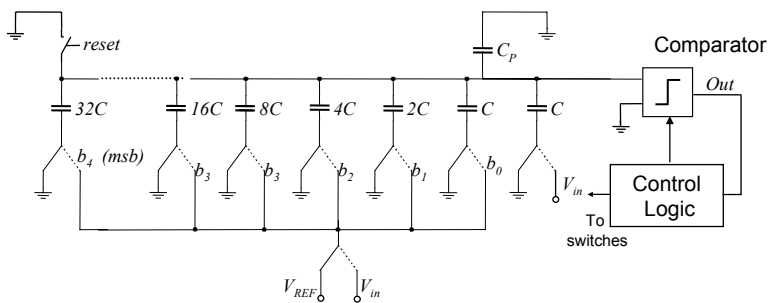 reset
C_P
Comparator
Out
32C
16C
8C
4C
2C
C
C
b_4 (msb)
b_3
b_3
b_2
b_1
b_0
V_in
Control
Logic
To
switches
V_REF
V_in